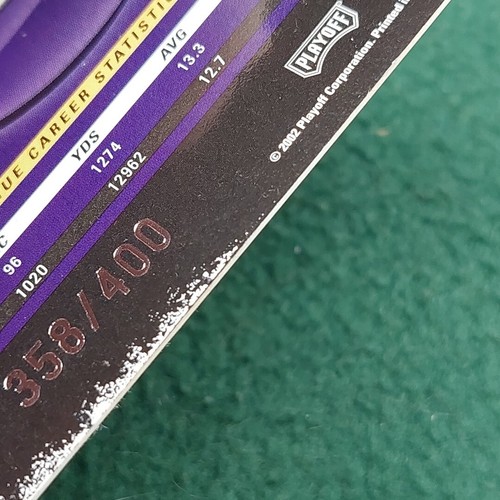 UE CAREER STATISTIC
C YDS AVG
96 1274 13.3
1020 12962 12.7
358/400
PLAYOFF
© 2002 Playoff Corporation. Printed i